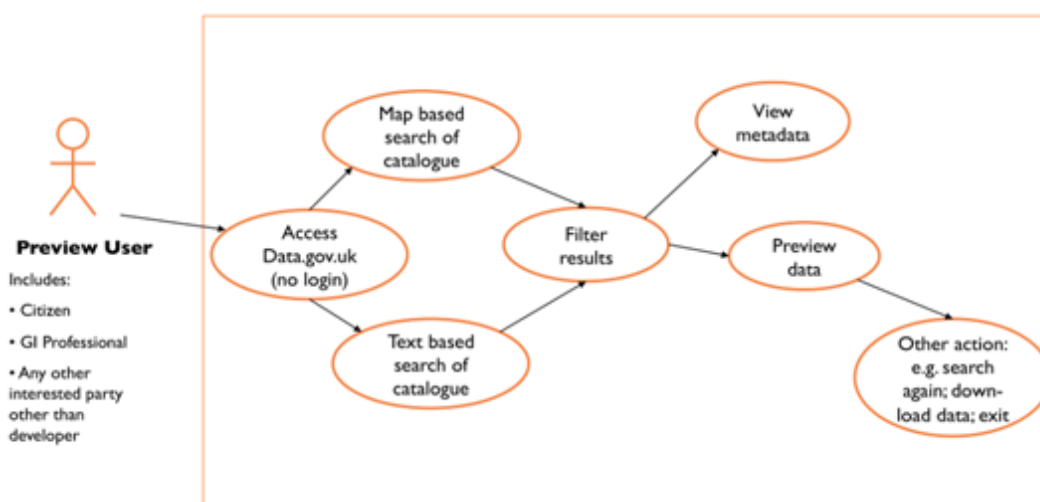 Preview User
Includes:
• Citizen
• GI Professional
• Any other
interested party
other than
developer
Access
Data.gov.uk
(no login)
Map based
search of
catalogue
Text based
search of
catalogue
Filter
results
View
metadata
Preview
data
Other action:
e.g. search
again; down-
load data; exit